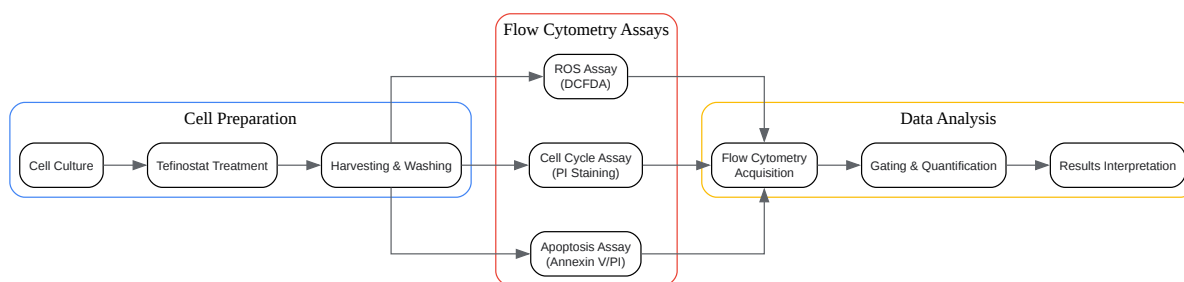 Flow Cytometry Assays
ROS Assay
(DCFDA)
Cell Preparation
Data Analysis
Cell Culture
Tefinostat Treatment
Harvesting & Washing
Cell Cycle Assay
(PI Staining)
Flow Cytometry
Acquisition
Gating & Quantification
Results Interpretation
Apoptosis Assay
(Annexin V/PI)